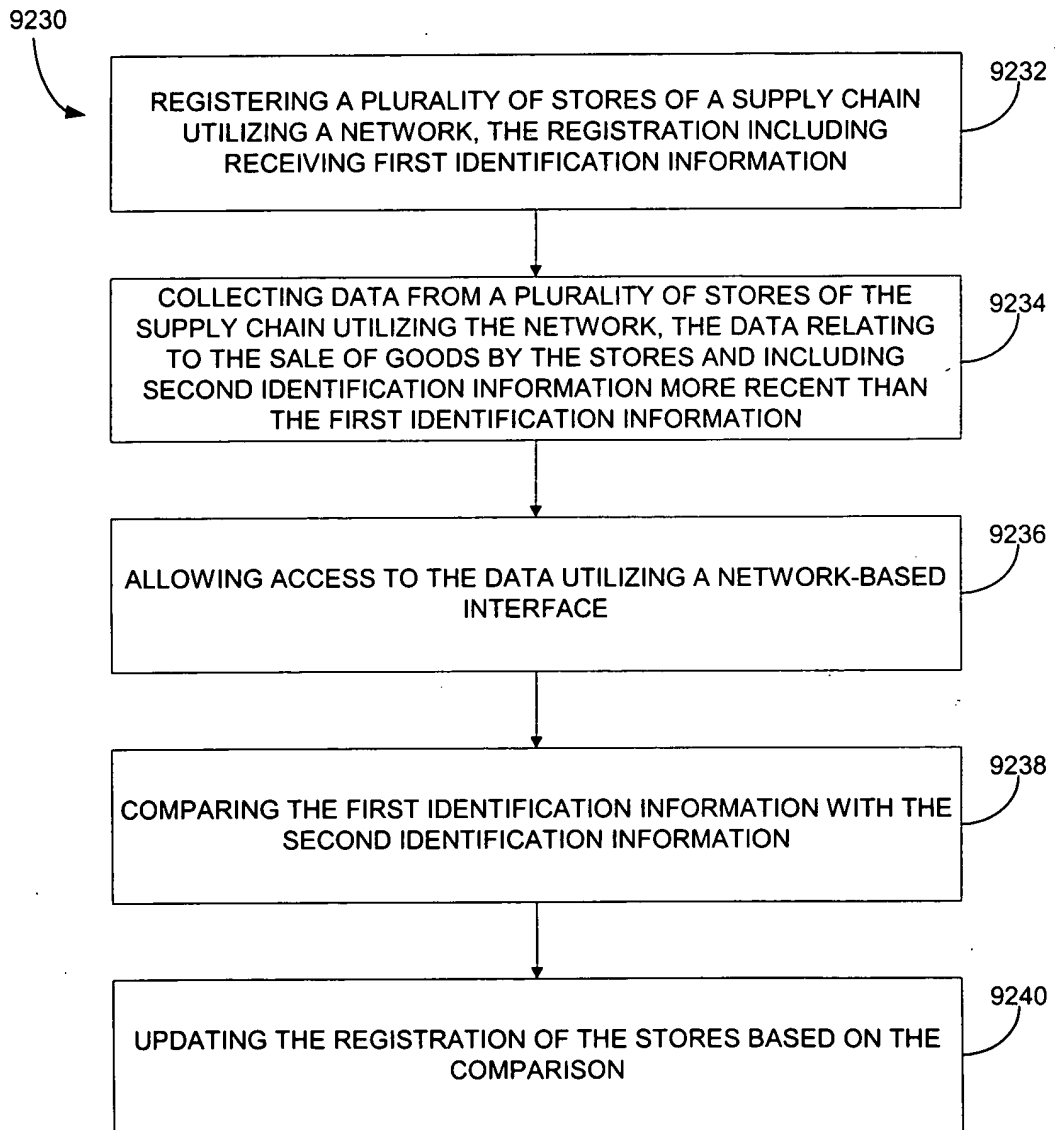 9230
9232
REGISTERING A PLURALITY OF STORES OF A SUPPLY CHAIN
UTILIZING A NETWORK, THE REGISTRATION INCLUDING
RECEIVING FIRST IDENTIFICATION INFORMATION
9234
COLLECTING DATA FROM A PLURALITY OF STORES OF THE
SUPPLY CHAIN UTILIZING THE NETWORK, THE DATA RELATING
TO THE SALE OF GOODS BY THE STORES AND INCLUDING
SECOND IDENTIFICATION INFORMATION MORE RECENT THAN
THE FIRST IDENTIFICATION INFORMATION
9236
ALLOWING ACCESS TO THE DATA UTILIZING A NETWORK-BASED
INTERFACE
9238
COMPARING THE FIRST IDENTIFICATION INFORMATION WITH THE
SECOND IDENTIFICATION INFORMATION
9240
UPDATING THE REGISTRATION OF THE STORES BASED ON THE
COMPARISON